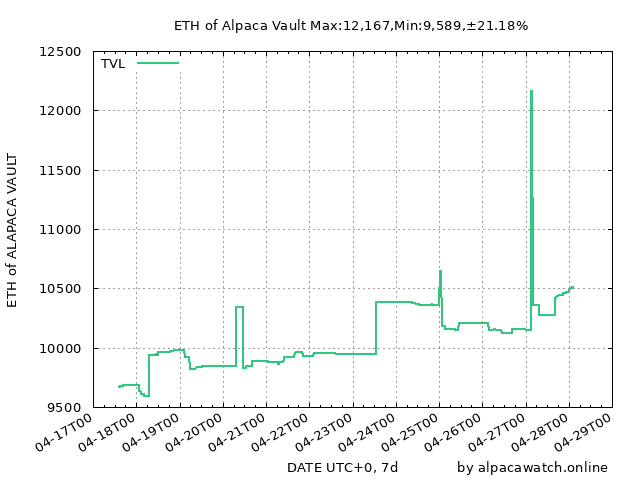 ETH of Alpaca Vault Max:12,167,Min:9,589,±21.18%
TVL
12500
12000
11500
11000
10500
10000
9500
ETH of ALAPACA VAULT
04-17T00
04-18T00
04-19T00
04-20T00
04-21T00
04-22T00
04-23T00
04-24T00
04-25T00
04-26T00
04-27T00
04-28T00
04-29T00
DATE UTC+0, 7d
by alpacawatch.online